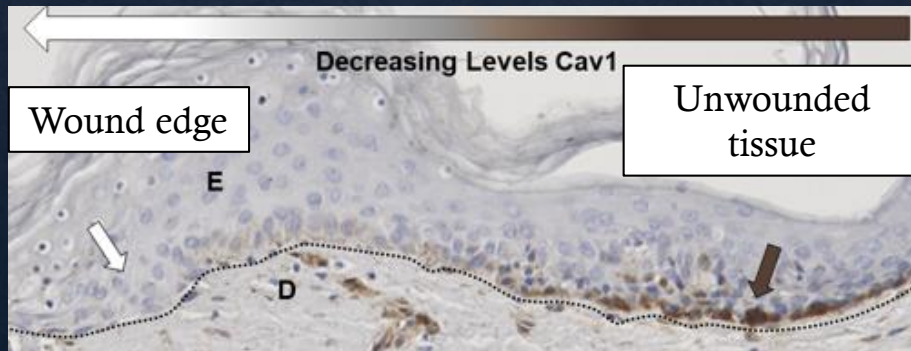 Decreasing Levels Cav1
Wound edge
Unwounded
tissue
E
D